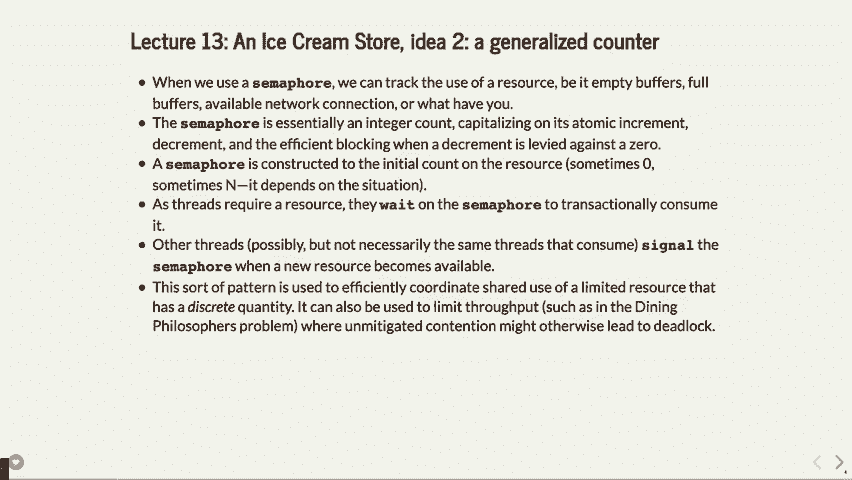 Lecture 13: An Ice Cream Store, idea 2: a generalized counter
• When we use a semaphore, we can track the use of a resource, be it empty buffers, full
buffers, available network connection, or what have you.
• The semaphore is essentially an integer count, capitalizing on its atomic increment,
decrement, and the efficient blocking when a decrement is levied against a zero.
• A semaphore is constructed to the initial count on the resource (sometimes 0,
sometimes N—it depends on the situation).
• As threads require a resource, they wait on the semaphore to transactionally consume
it.
• Other threads (possibly, but not necessarily the same threads that consume) signal the
semaphore when a new resource becomes available.
• This sort of pattern is used to efficiently coordinate shared use of a limited resource that
has a discrete quantity. It can also be used to limit throughput (such as in the Dining
Philosophers problem) where unmitigated contention might otherwise lead to deadlock.